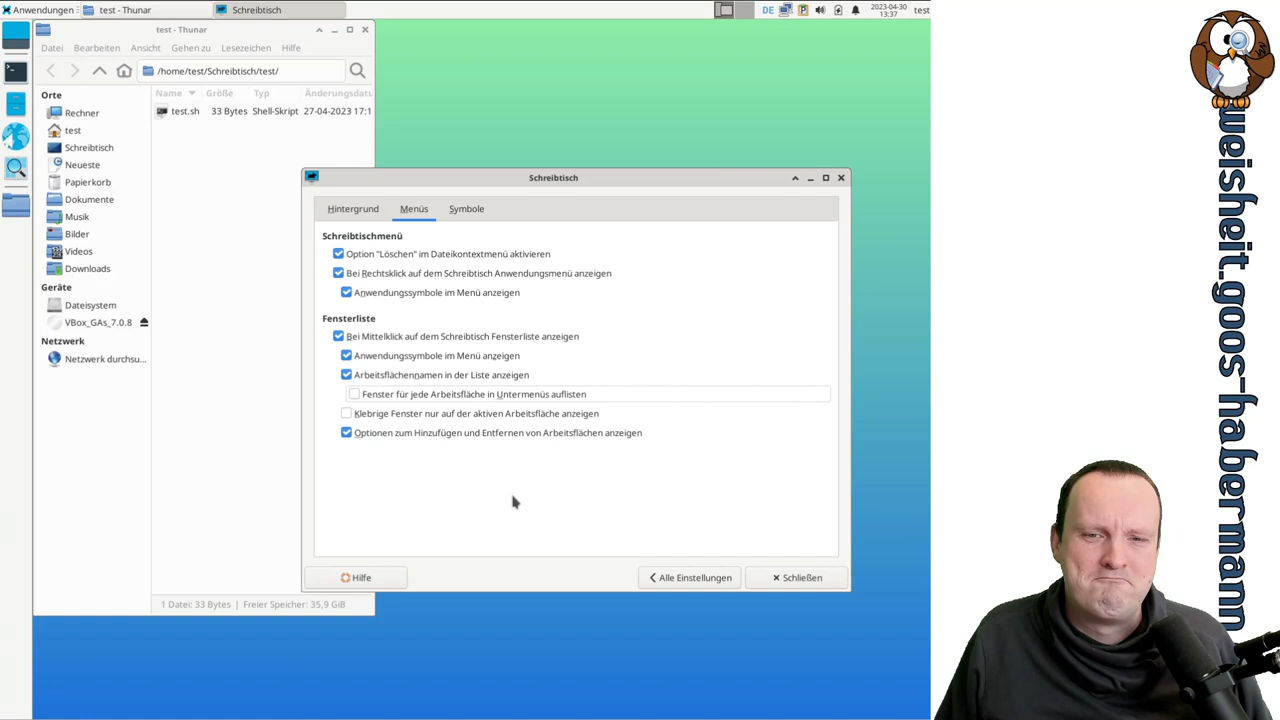 Anwendungen
test - Thunar
Schreibtisch
DE
2023-04-30
13:37
test
test - Thunar
Datei Bearbeiten Ansicht Gehen zu Lesezeichen Hilfe
/home/test/Schreibtisch/test/
Name Größe Typ Änderungsdatu
test.sh 33 Bytes Shell-Skript 27-04-2023 17:1
Orte
Rechner
test
Schreibtisch
Neueste
Papierkorb
Dokumente
Musik
Bilder
Videos
Downloads
Geräte
Dateisystem
VBox_GAs_7.0.8
Netzwerk
Netzwerk durchsu...
1 Datei: 33 Bytes | Freier Speicher: 35,9 GiB
Schreibtisch
Hintergrund Menüs Symbole
Schreibtischmenü
Option "Löschen" im Dateikontextmenü aktivieren
Bei Rechtsklick auf dem Schreibtisch Anwendungsmenü anzeigen
Anwendungssymbole im Menü anzeigen
Fensterliste
Bei Mittelklick auf dem Schreibtisch Fensterliste anzeigen
Anwendungssymbole im Menü anzeigen
Arbeitsflächennamen in der Liste anzeigen
Fenster für jede Arbeitsfläche in Untermenüs auflisten
Klebrige Fenster nur auf der aktiven Arbeitsfläche anzeigen
Optionen zum Hinzufügen und Entfernen von Arbeitsflächen anzeigen
Hilfe
Alle Einstellungen
Schließen
weisheit.goos-habermann